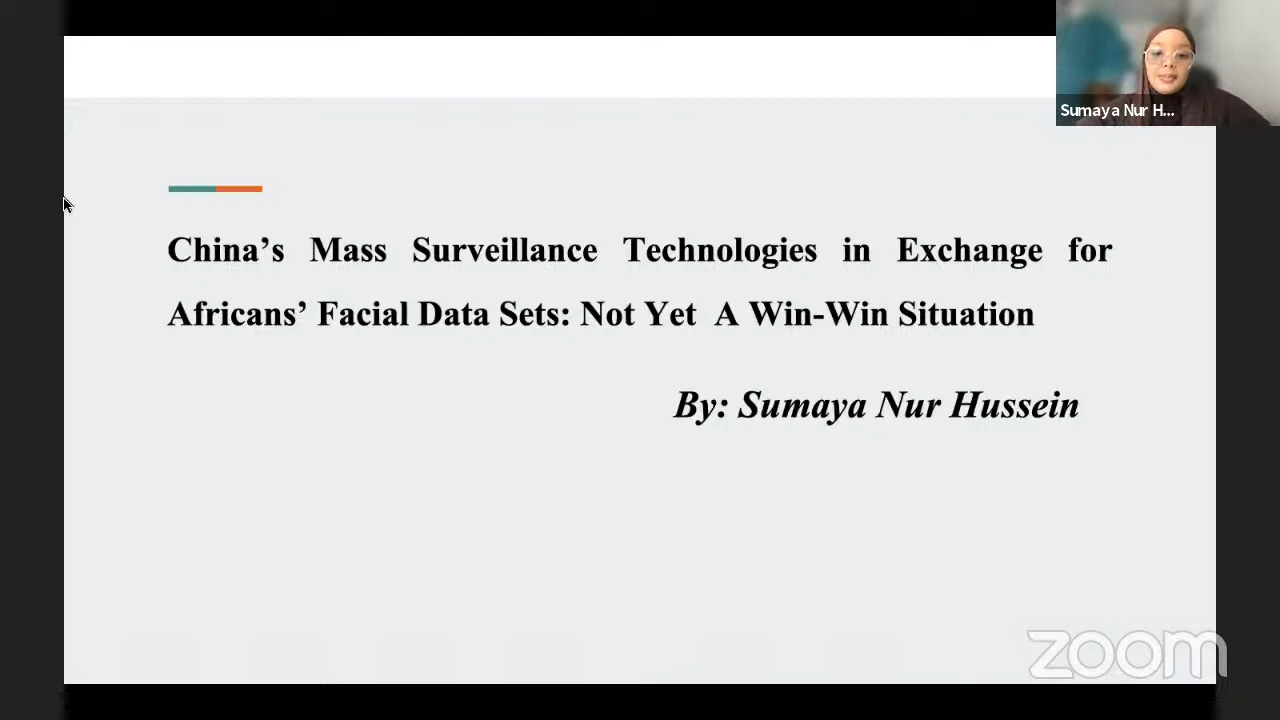 Sumaya Nur H...
China’s Mass Surveillance Technologies in Exchange for
Africans’ Facial Data Sets: Not Yet A Win-Win Situation
By: Sumaya Nur Hussein
zoom